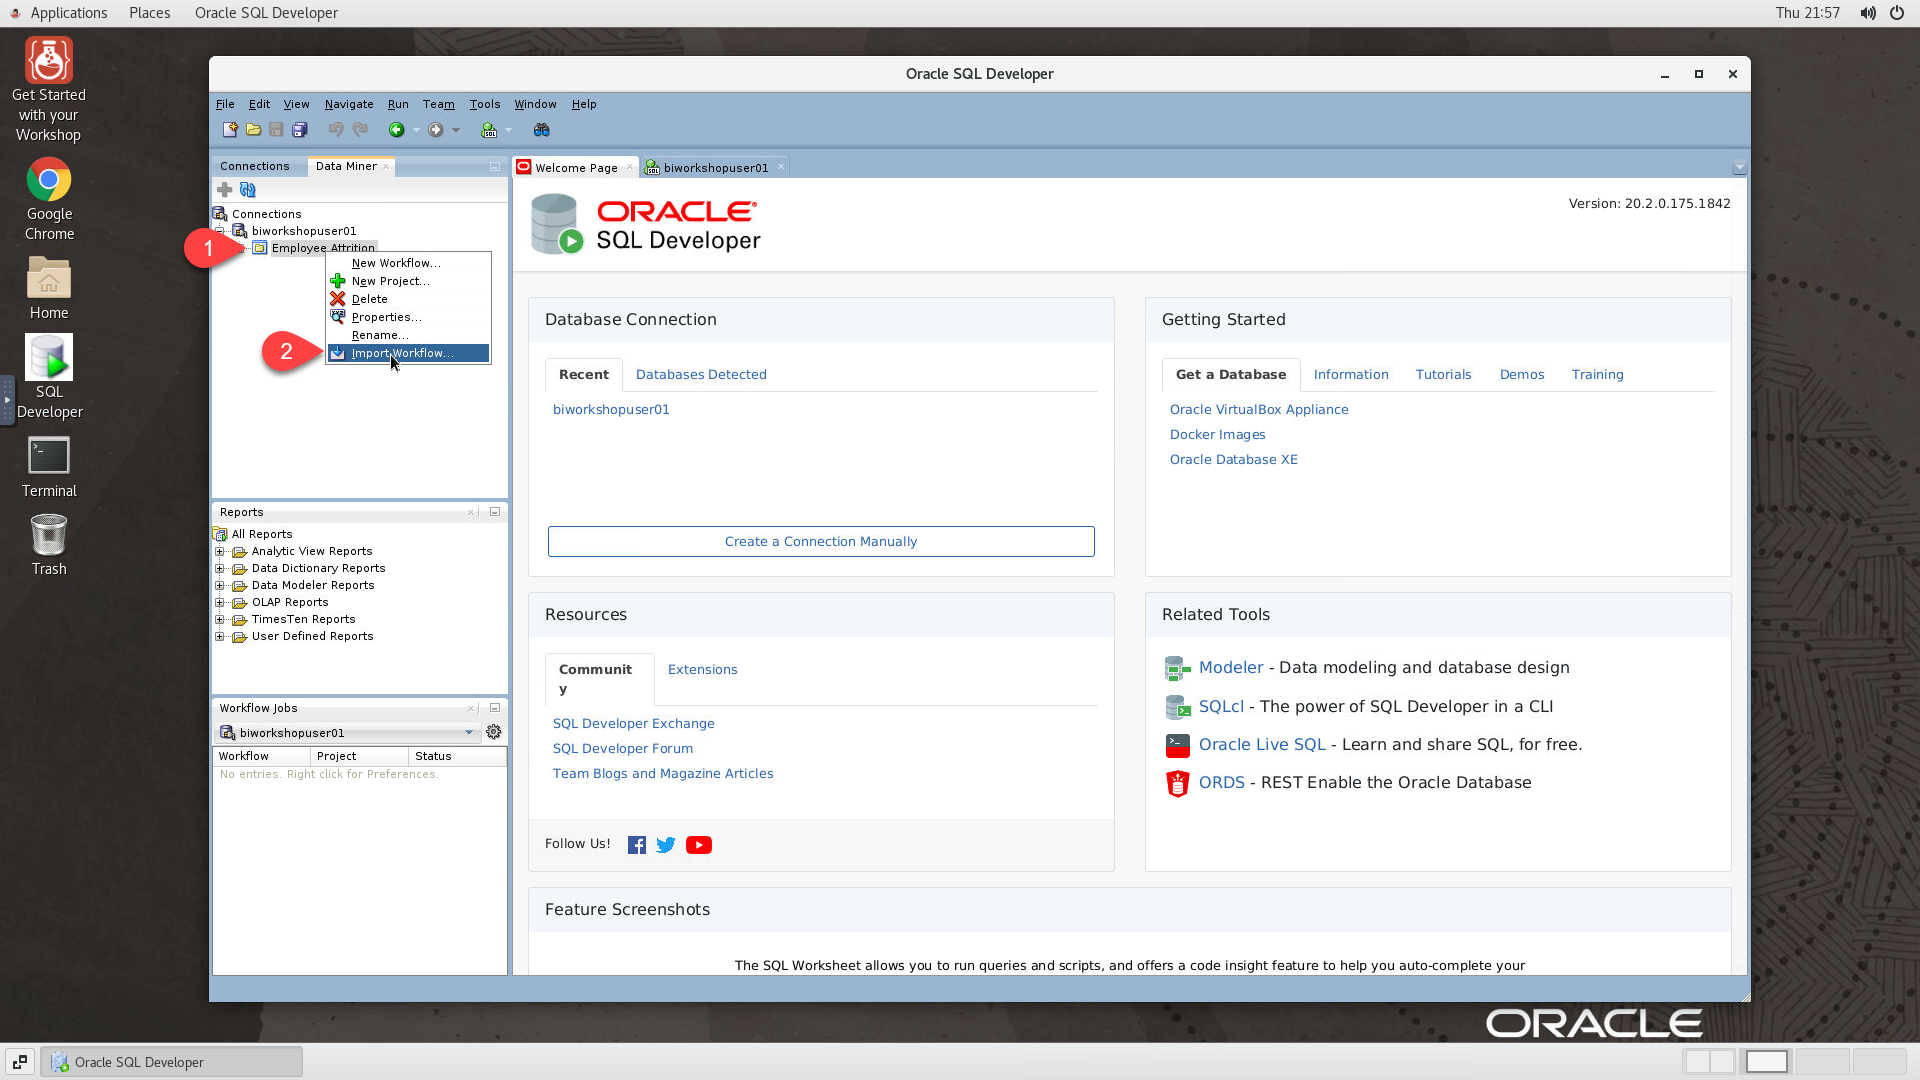 Applications Places Oracle SQL Developer Thu 21:57
Get Started
with your
Workshop
Google
Chrome
Home
SQL
Developer
Terminal
Trash
Oracle SQL Developer
File Edit View Navigate Run Team Tools Window Help
Connections Data Miner
Connections
biworkshopuser01
Employee Attrition
1
New Workflow...
New Project...
Delete
Properties...
Rename...
2
Import Workflow...
Reports
All Reports
Analytic View Reports
Data Dictionary Reports
Data Modeler Reports
OLAP Reports
TimesTen Reports
User Defined Reports
Workflow Jobs
biworkshopuser01
Workflow Project Status
No entries. Right click for Preferences.
Welcome Page biworkshopuser01
ORACLE
SQL Developer
Version: 20.2.0.175.1842
Database Connection
Recent Databases Detected
biworkshopuser01
Create a Connection Manually
Getting Started
Get a Database Information Tutorials Demos Training
Oracle VirtualBox Appliance
Docker Images
Oracle Database XE
Resources
Communit
y
Extensions
SQL Developer Exchange
SQL Developer Forum
Team Blogs and Magazine Articles
Follow Us!
Related Tools
Modeler - Data modeling and database design
SQLcl - The power of SQL Developer in a CLI
Oracle Live SQL - Learn and share SQL, for free.
ORDS - REST Enable the Oracle Database
Feature Screenshots
The SQL Worksheet allows you to run queries and scripts, and offers a code insight feature to help you auto-complete your
ORACLE
Oracle SQL Developer